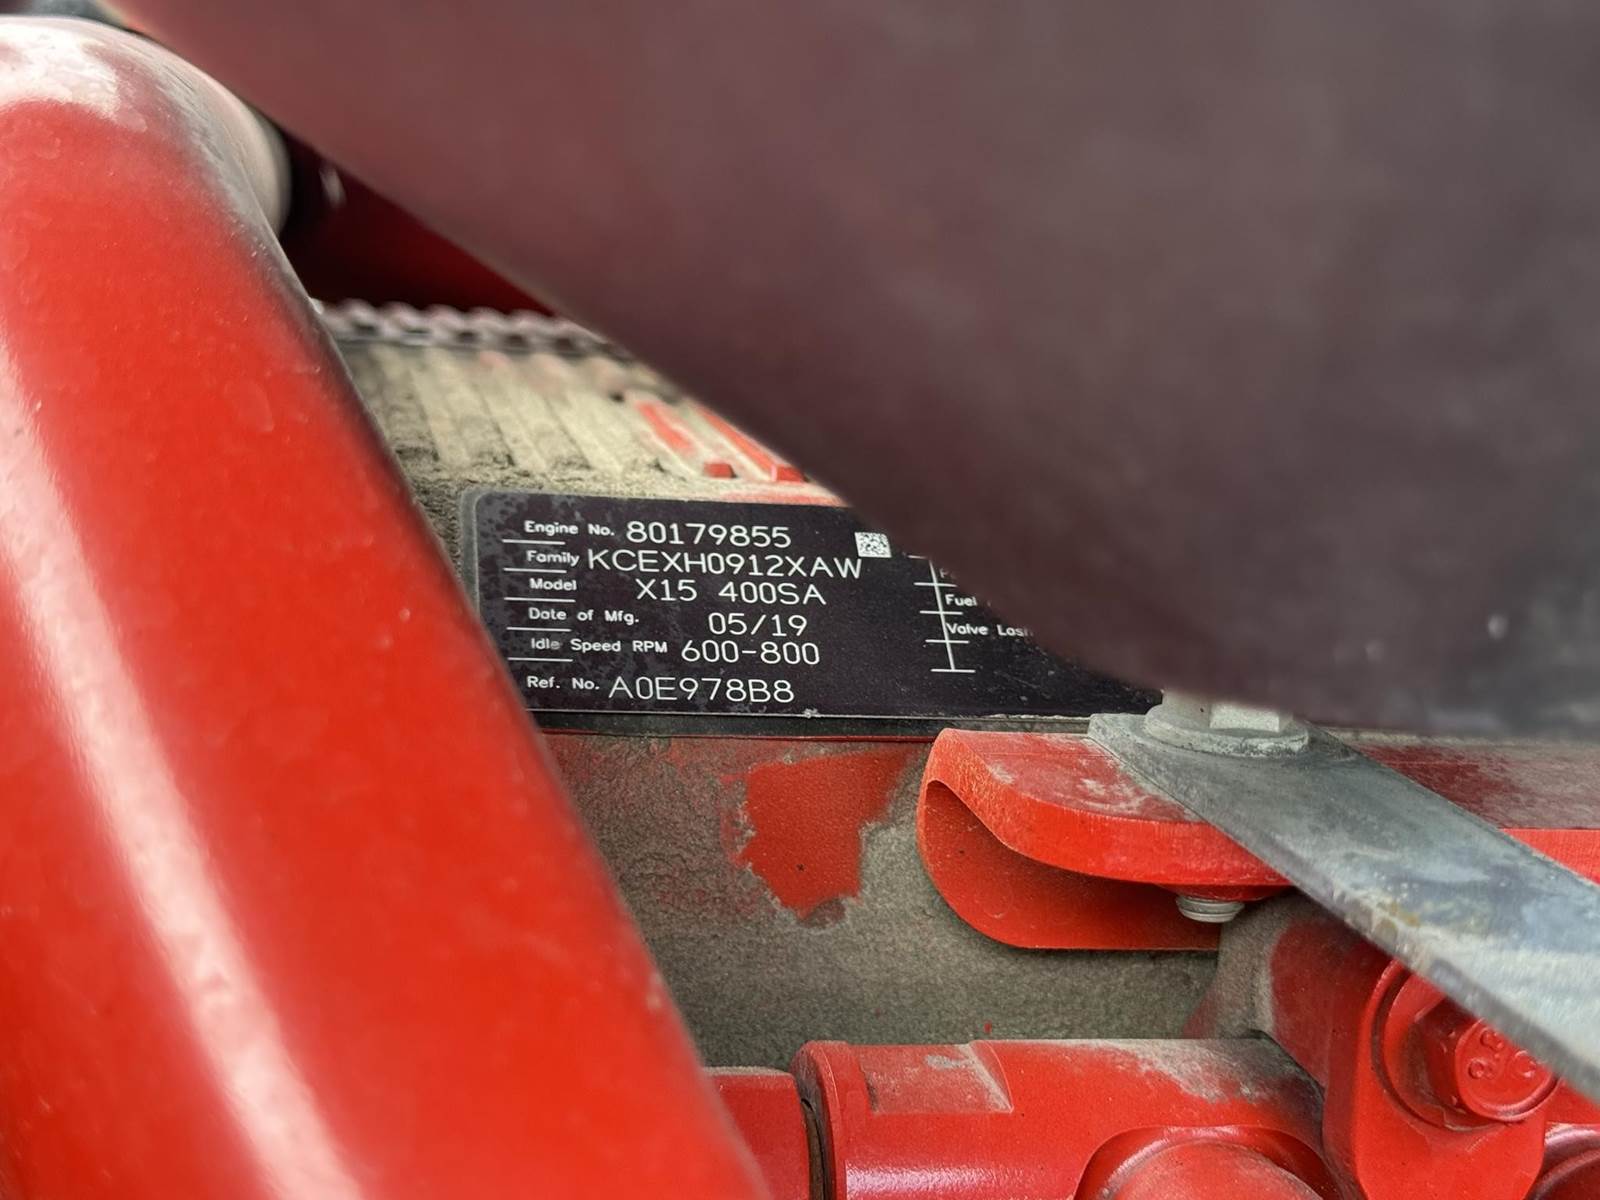 Engine No. 80179855
Family KCEXH0912XAW
Model X15 400SA
Date of Mfg. 05/19
Idle Speed RPM 600-800
Ref. No. A0E978B8
Fuel
Valve